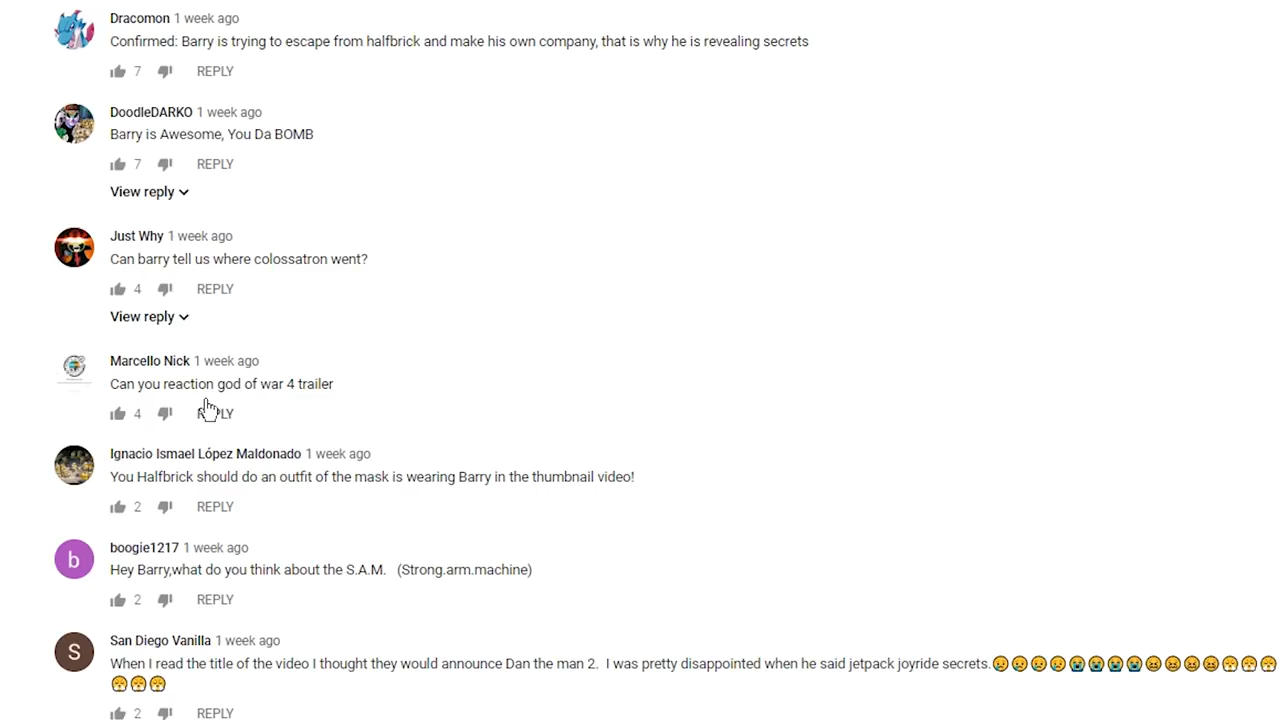 Dracomon 1 week ago
Confirmed: Barry is trying to escape from halfbrick and make his own company, that is why he is revealing secrets
7 REPLY
DoodleDARKO 1 week ago
Barry is Awesome, You Da BOMB
7 REPLY
View reply
Just Why 1 week ago
Can barry tell us where colossatron went?
4 REPLY
View reply
Marcello Nick 1 week ago
Can you reaction god of war 4 trailer
4 REPLY
Ignacio Ismael López Maldonado 1 week ago
You Halfbrick should do an outfit of the mask is wearing Barry in the thumbnail video!
2 REPLY
b
boogie1217 1 week ago
Hey Barry,what do you think about the S.A.M. (Strong.arm.machine)
2 REPLY
S
San Diego Vanilla 1 week ago
When I read the title of the video I thought they would announce Dan the man 2. I was pretty disappointed when he said jetpack joyride secrets.😢😢😢😢😭😭😭😭😖😖😖😖😤😤😤
😤😤😤
2 REPLY